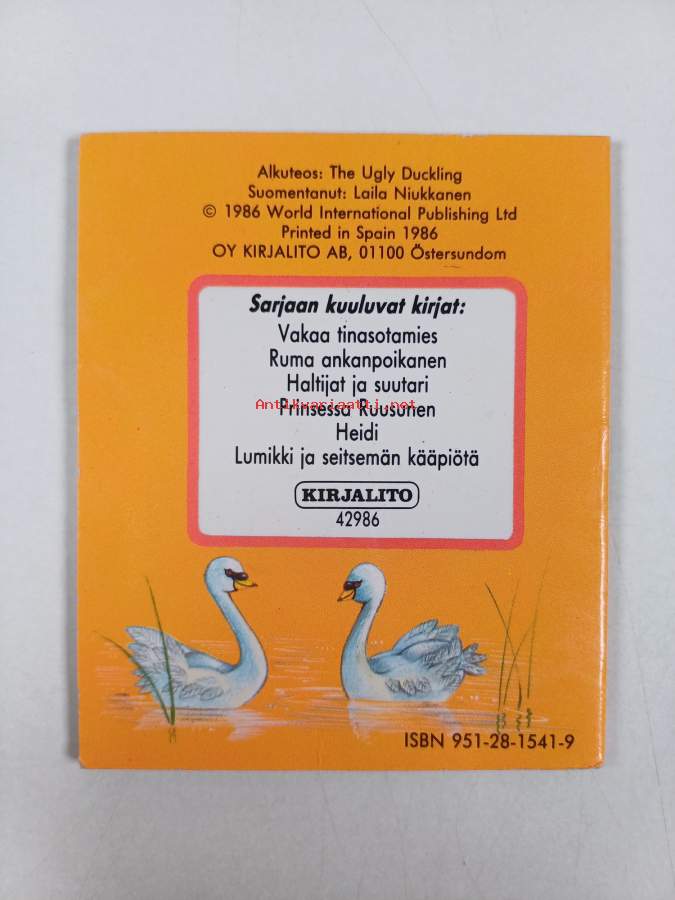 Alkuteos: The Ugly Duckling
Suomentanut: Laila Niukkanen
© 1986 World International Publishing Ltd
Printed in Spain 1986
OY KIRJALITO AB, 01100 Östersundom
Sarjaan kuuluvat kirjat:
Vakaa tinasotamies
Ruma ankanpoikanen
Haltijat ja suutari
Antikvariaatti.net
Prinsessa Ruusunen
Heidi
Lumikki ja seitsemän kääpiötä
KIRJALITO
42986
ISBN 951-28-1541-9